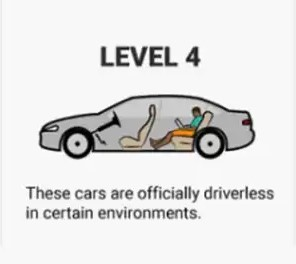 LEVEL 4
These cars are officially driverless
in certain environments.